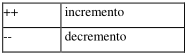 ++ incremento
-- decremento